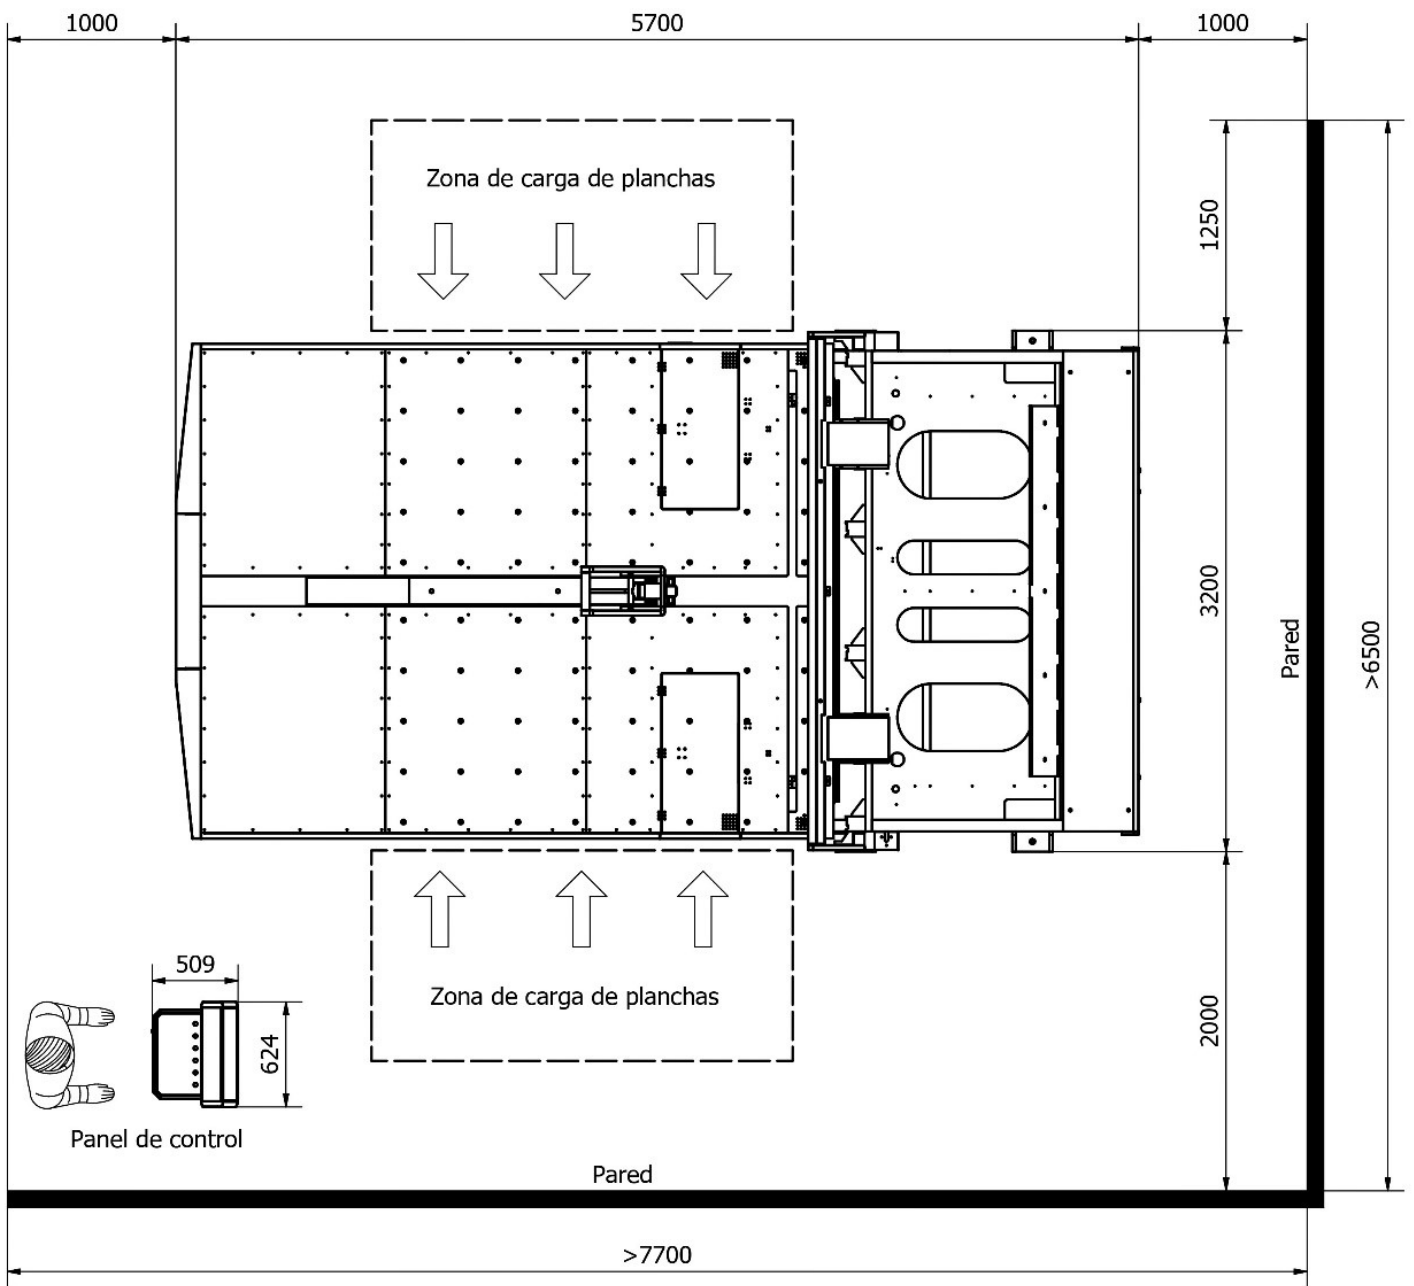 1000
5700
1000
Zona de carga de planchas
1250
3200
Pared
>6500
509
Zona de carga de planchas
624
2000
Panel de control
Pared
>7700